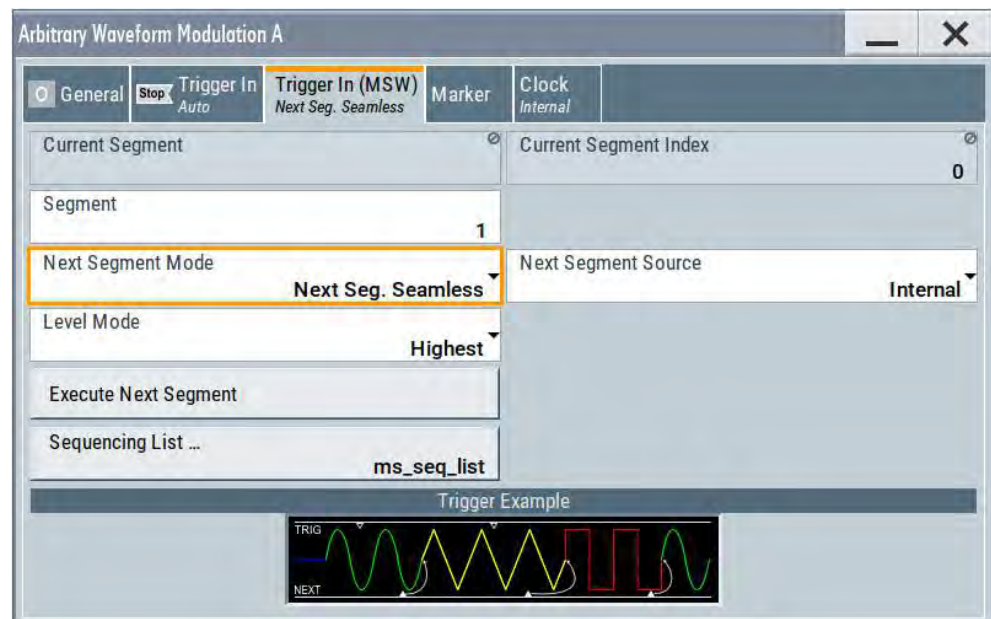 Arbitrary Waveform Modulation A
General
Stop Trigger In
Auto
Trigger In (MSW)
Next Seg. Seamless
Marker
Clock
Internal
Current Segment
Current Segment Index
0
Segment
1
Next Segment Mode
Next Seg. Seamless
Next Segment Source
Internal
Level Mode
Highest
Execute Next Segment
Sequencing List ...
ms_seq_list
Trigger Example
TRIG
NEXT